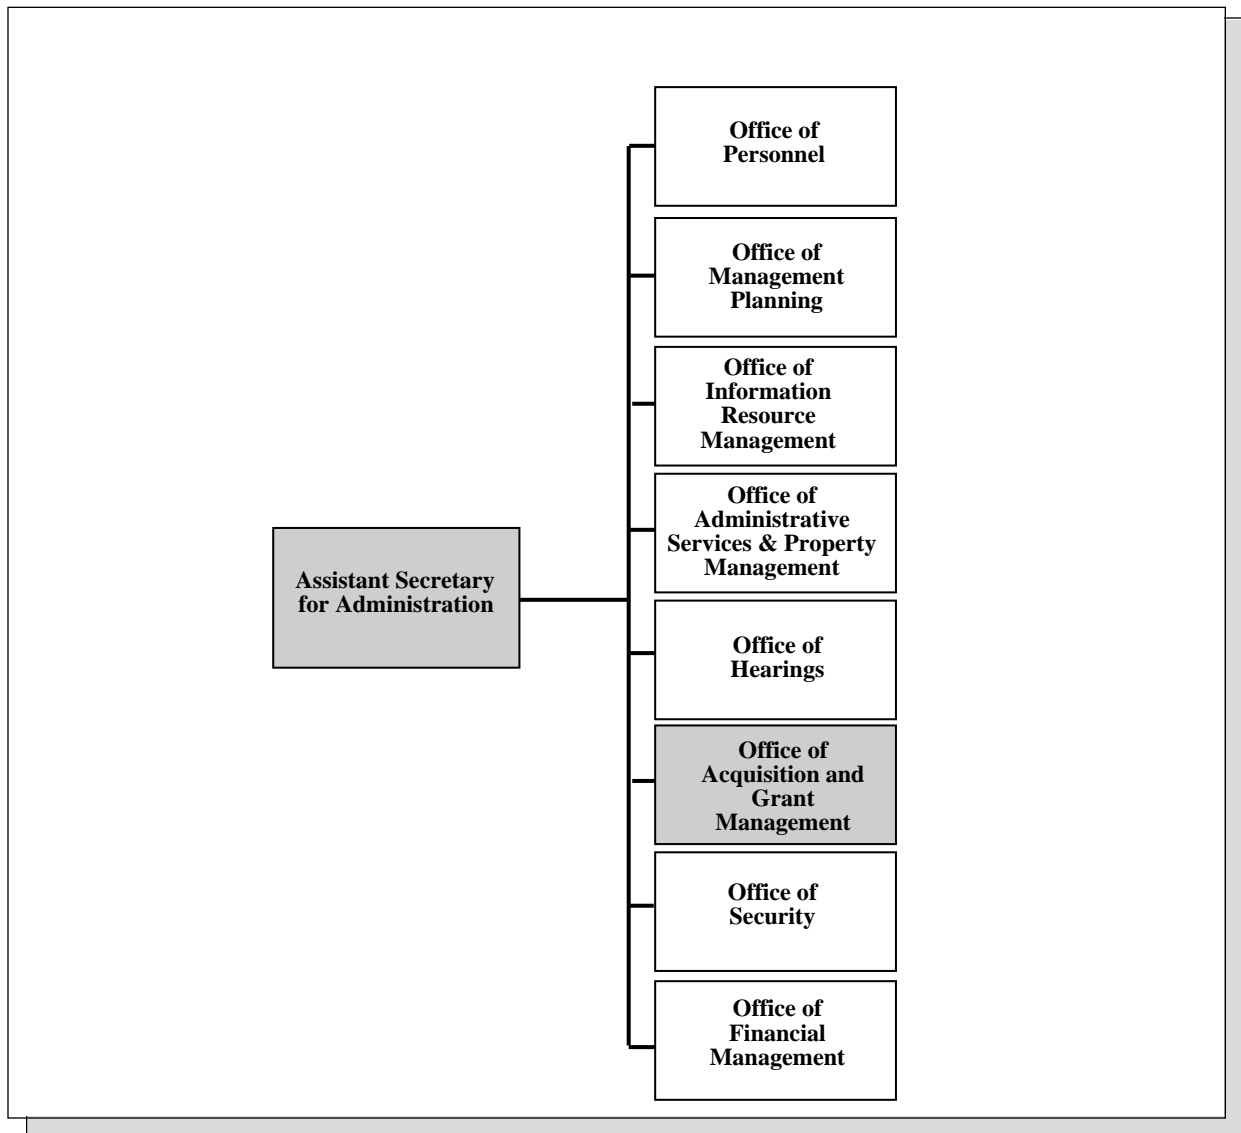 Office of
Personnel
Office of
Management
Planning
Office of
Information
Resource
Management
Office of
Administrative
Services & Property
Management
Assistant Secretary
for Administration
Office of
Hearings
Office of
Acquisition and
Grant
Management
Office of
Security
Office of
Financial
Management